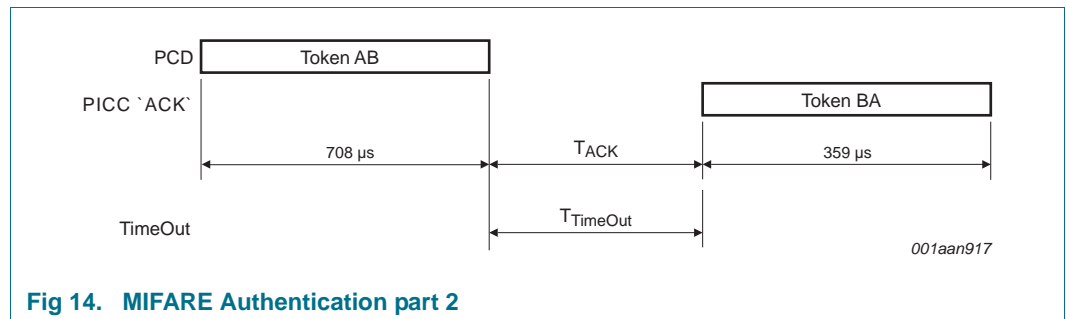 PCD Token AB
PICC `ACK` Token BA
708 µs TACK 359 µs
TimeOut TTimeOut
001aan917
Fig 14. MIFARE Authentication part 2